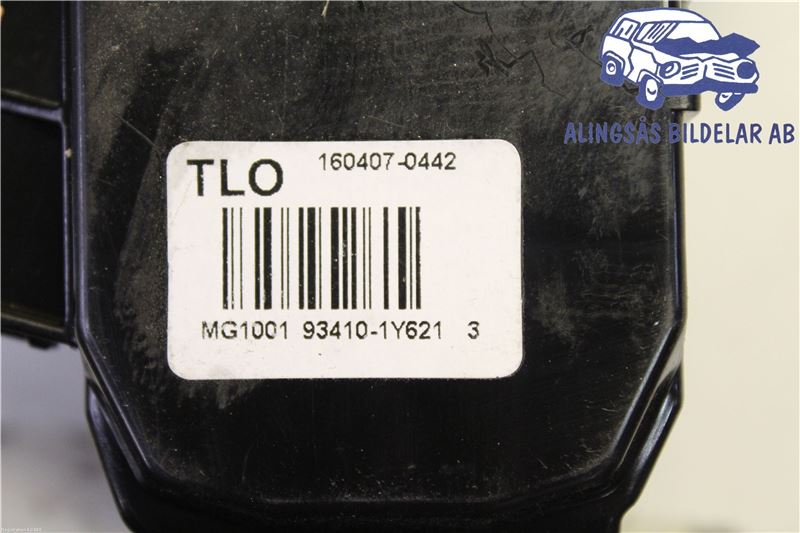 ALINGSÅS BILDELAR AB
TLO 160407-0442
MG1001 93410-1Y621 3